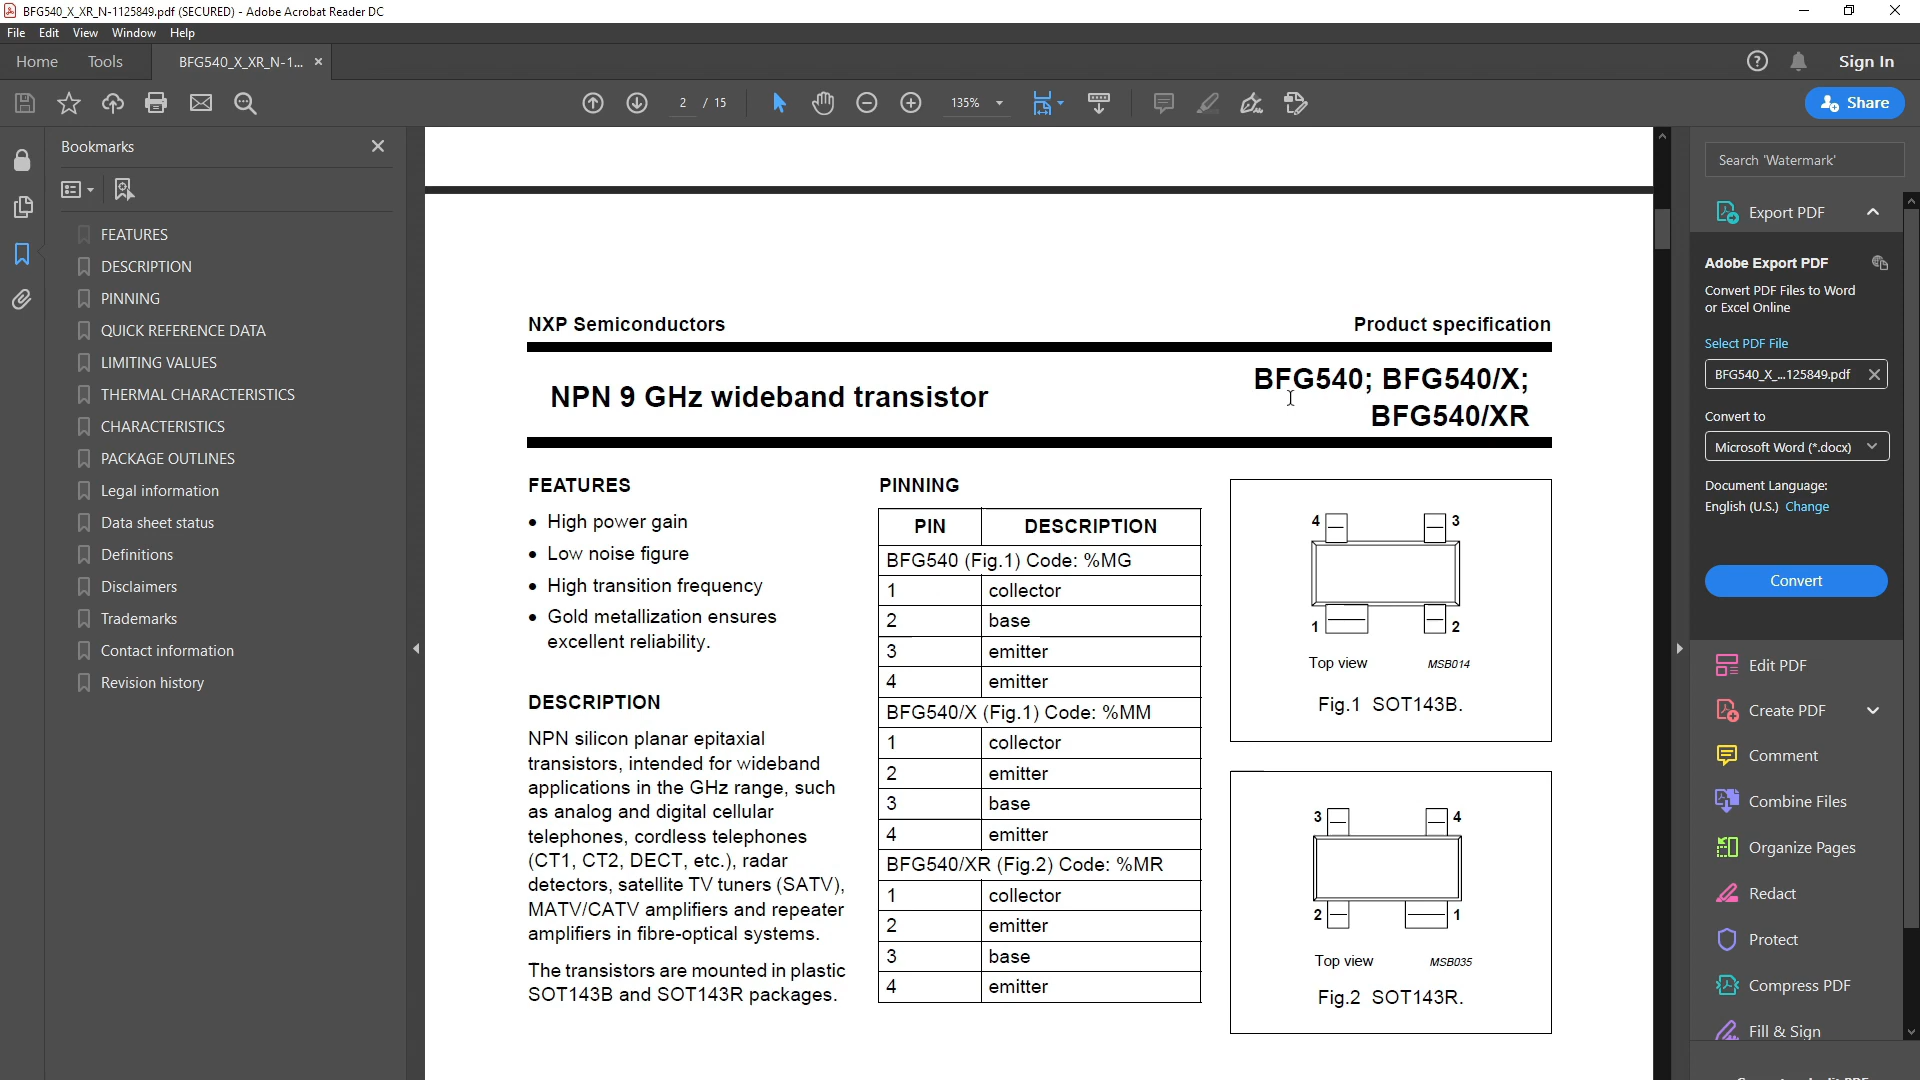 BFG540_X_XR_N-1125849.pdf (SECURED) - Adobe Acrobat Reader DC
File Edit View Window Help
Home Tools BFG540_X_XR_N-1... × Sign In
2 / 15 135% Share
Bookmarks
FEATURES
DESCRIPTION
PINNING
QUICK REFERENCE DATA
LIMITING VALUES
THERMAL CHARACTERISTICS
CHARACTERISTICS
PACKAGE OUTLINES
Legal information
Data sheet status
Definitions
Disclaimers
Trademarks
Contact information
Revision history
NXP Semiconductors Product specification
NPN 9 GHz wideband transistor
BFG540; BFG540/X;
BFG540/XR
FEATURES
• High power gain
• Low noise figure
• High transition frequency
• Gold metallization ensures
excellent reliability.
DESCRIPTION
NPN silicon planar epitaxial
transistors, intended for wideband
applications in the GHz range, such
as analog and digital cellular
telephones, cordless telephones
(CT1, CT2, DECT, etc.), radar
detectors, satellite TV tuners (SATV),
MATV/CATV amplifiers and repeater
amplifiers in fibre-optical systems.
The transistors are mounted in plastic
SOT143B and SOT143R packages.
PINNING
PIN DESCRIPTION
BFG540 (Fig.1) Code: %MG
1 collector
2 base
3 emitter
4 emitter
BFG540/X (Fig.1) Code: %MM
1 collector
2 emitter
3 base
4 emitter
BFG540/XR (Fig.2) Code: %MR
1 collector
2 emitter
3 base
4 emitter
4 3
1 2
Top view MSB014
Fig.1 SOT143B.
3 4
2 1
Top view MSB035
Fig.2 SOT143R.
Search 'Watermark'
Export PDF
Adobe Export PDF
Convert PDF Files to Word
or Excel Online
Select PDF File
BFG540_X_...125849.pdf
Convert to
Microsoft Word (*.docx)
Document Language:
English (U.S.) Change
Convert
Edit PDF
Create PDF
Comment
Combine Files
Organize Pages
Redact
Protect
Compress PDF
Fill & Sign